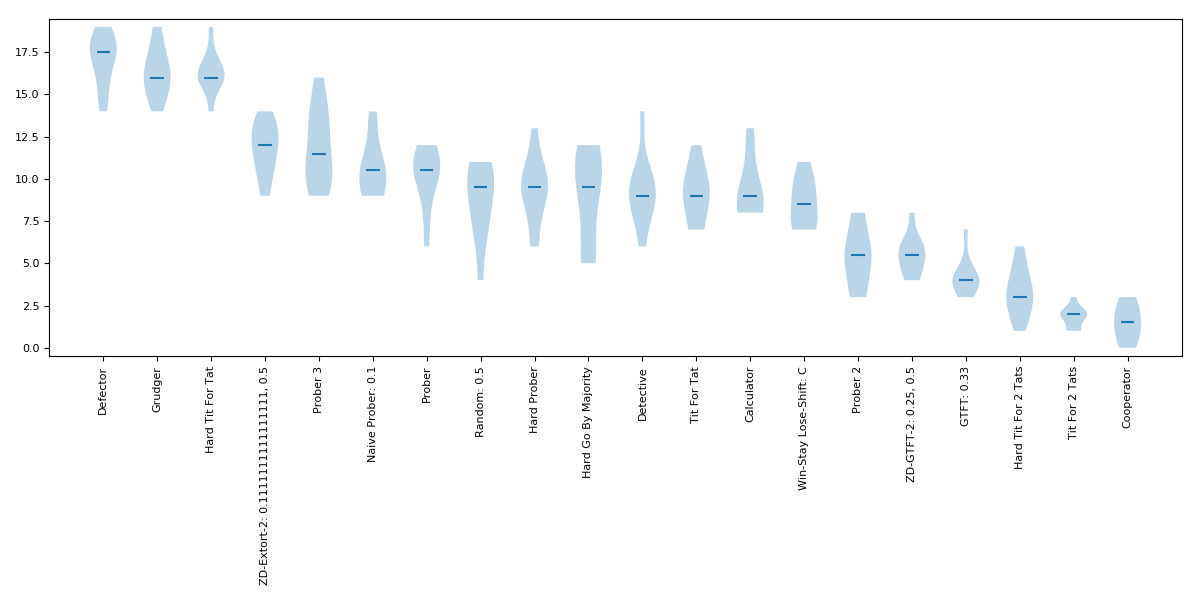 17.5
15.0
12.5
10.0
7.5
5.0
2.5
0.0
Defector
Grudger
Hard Tit For Tat
ZD-Extort-2: 0.1111111111111111, 0.5
Prober 3
Naive Prober: 0.1
Prober
Random: 0.5
Hard Prober
Hard Go By Majority
Detective
Tit For Tat
Calculator
Win-Stay Lose-Shift: C
Prober 2
ZD-GTFT-2: 0.25, 0.5
GTFT: 0.33
Hard Tit For 2 Tats
Tit For 2 Tats
Cooperator